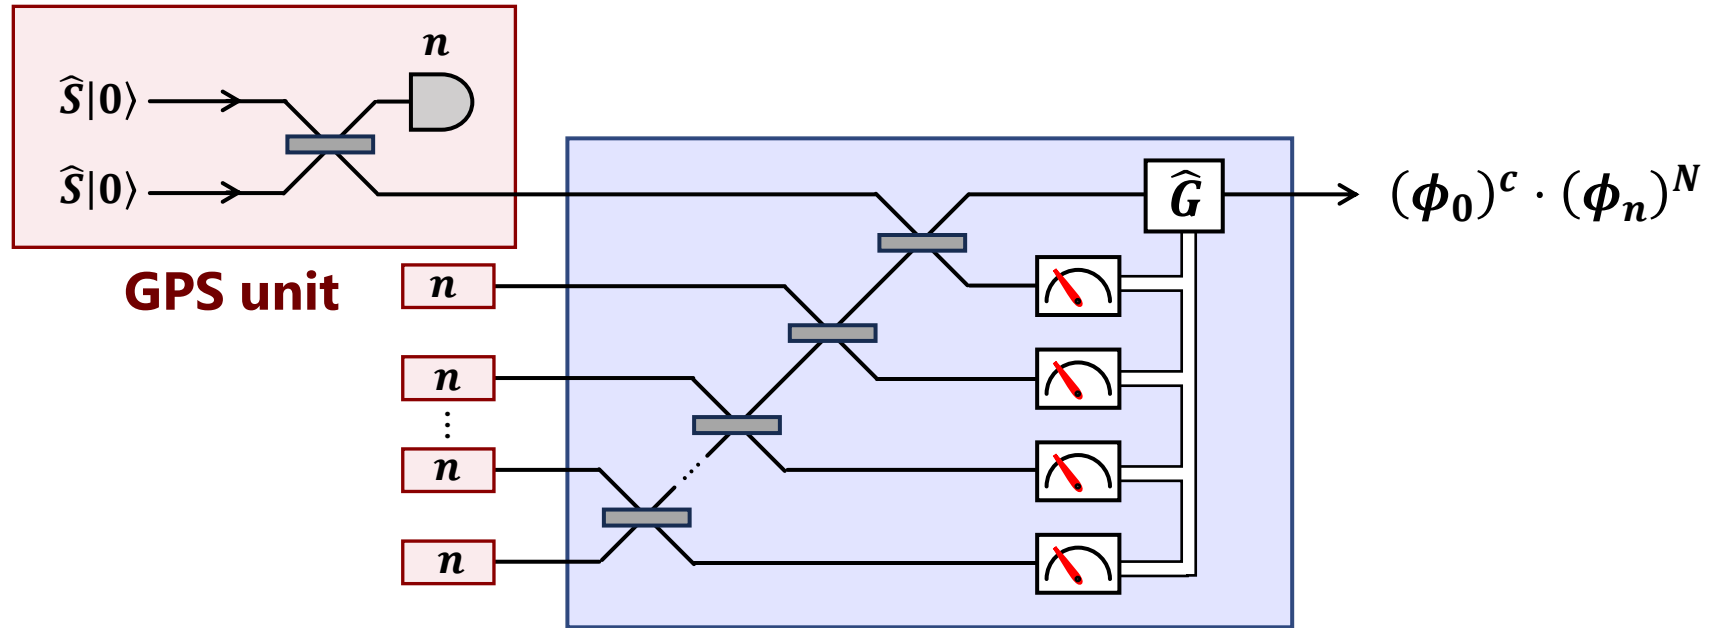 n
Ŝ|0⟩
Ŝ|0⟩
Ĝ
(ϕ₀)ᶜ · (ϕₙ)ᴺ
GPS unit
n
n
n
n